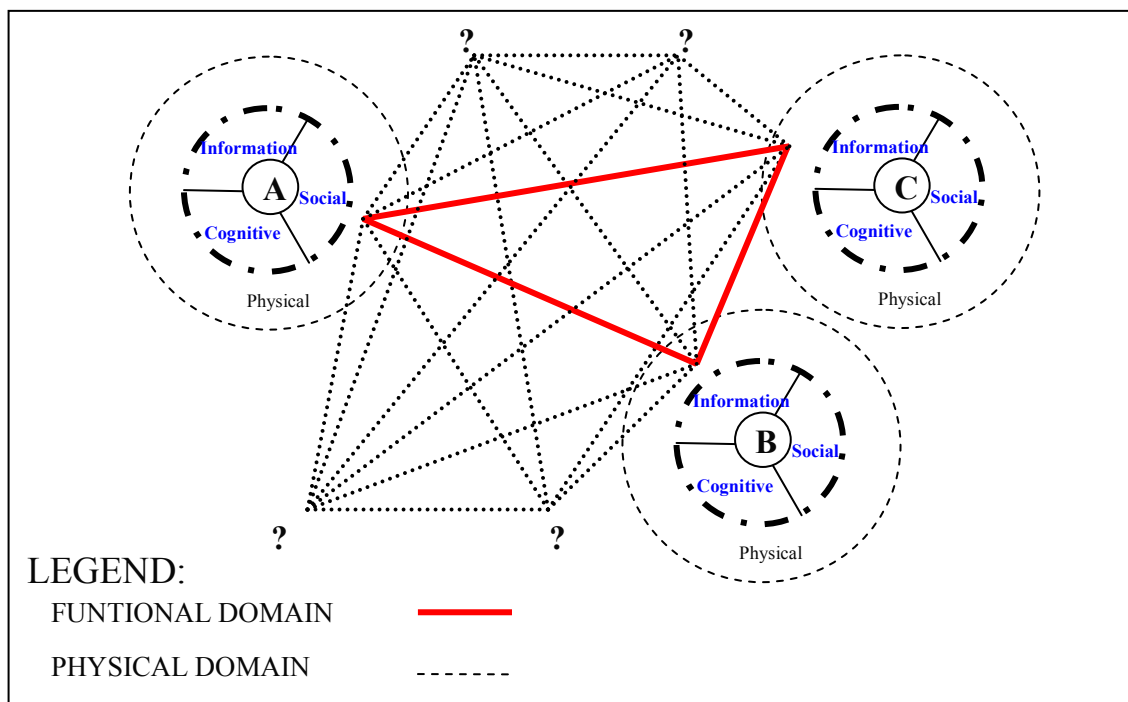 ?
?
Information
A
Social
Cognitive
Physical
Information
C
Social
Cognitive
Physical
Information
B
Social
Cognitive
Physical
?
?
LEGEND:
FUNTIONAL DOMAIN
PHYSICAL DOMAIN